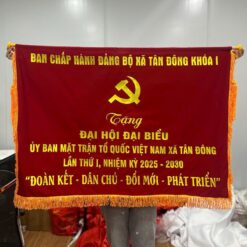 BAN CHẤP HÀNH ĐẢNG BỘ XÃ TÂN ĐÔNG KHÓA I
Tặng
ĐẠI HỘI ĐẠI BIỂU
ỦY BAN MẶT TRẬN TỔ QUỐC VIỆT NAM XÃ TÂN ĐÔNG
LẦN THỨ I, NHIỆM KỲ 2025 - 2030
"ĐOÀN KẾT - DÂN CHỦ - ĐỔI MỚI - PHÁT TRIỂN"